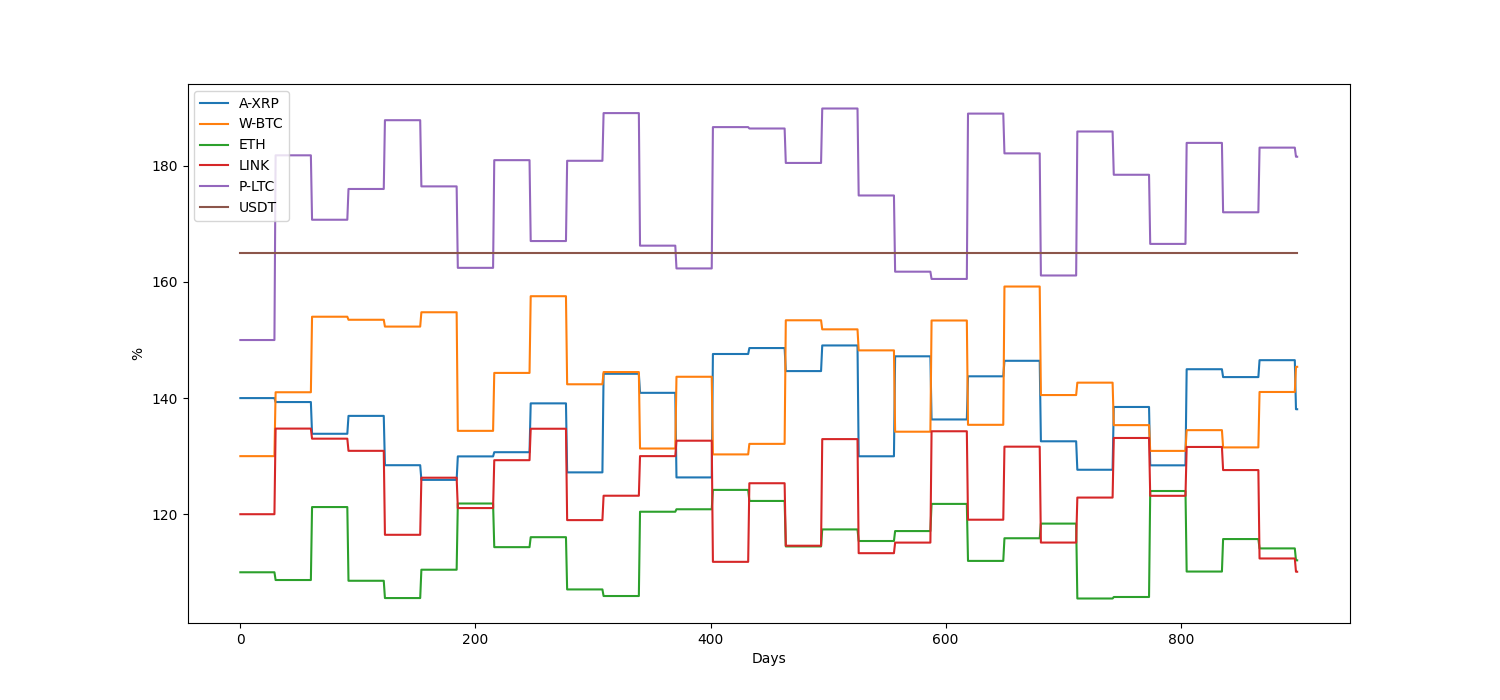 A-XRP
W-BTC
ETH
LINK
P-LTC
USDT
180
160
140
120
%
0 200 400 600 800
Days